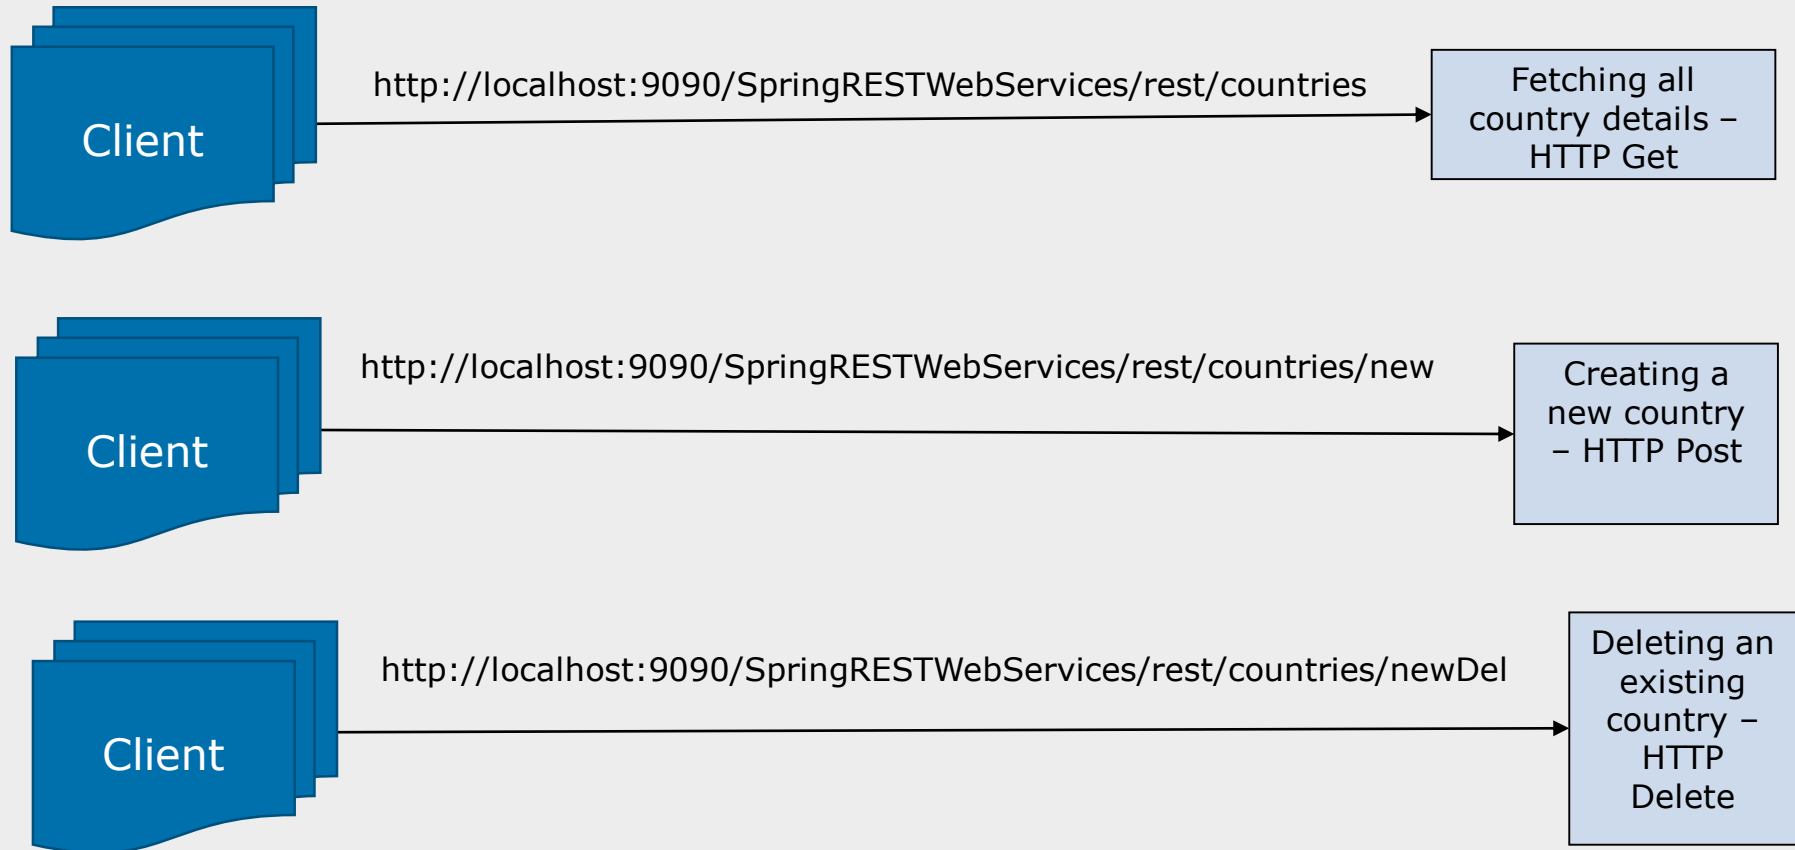 Client
http://localhost:9090/SpringRESTWebServices/rest/countries
Fetching all
country details –
HTTP Get
Client
http://localhost:9090/SpringRESTWebServices/rest/countries/new
Creating a
new country
– HTTP Post
Client
http://localhost:9090/SpringRESTWebServices/rest/countries/newDel
Deleting an
existing
country –
HTTP
Delete